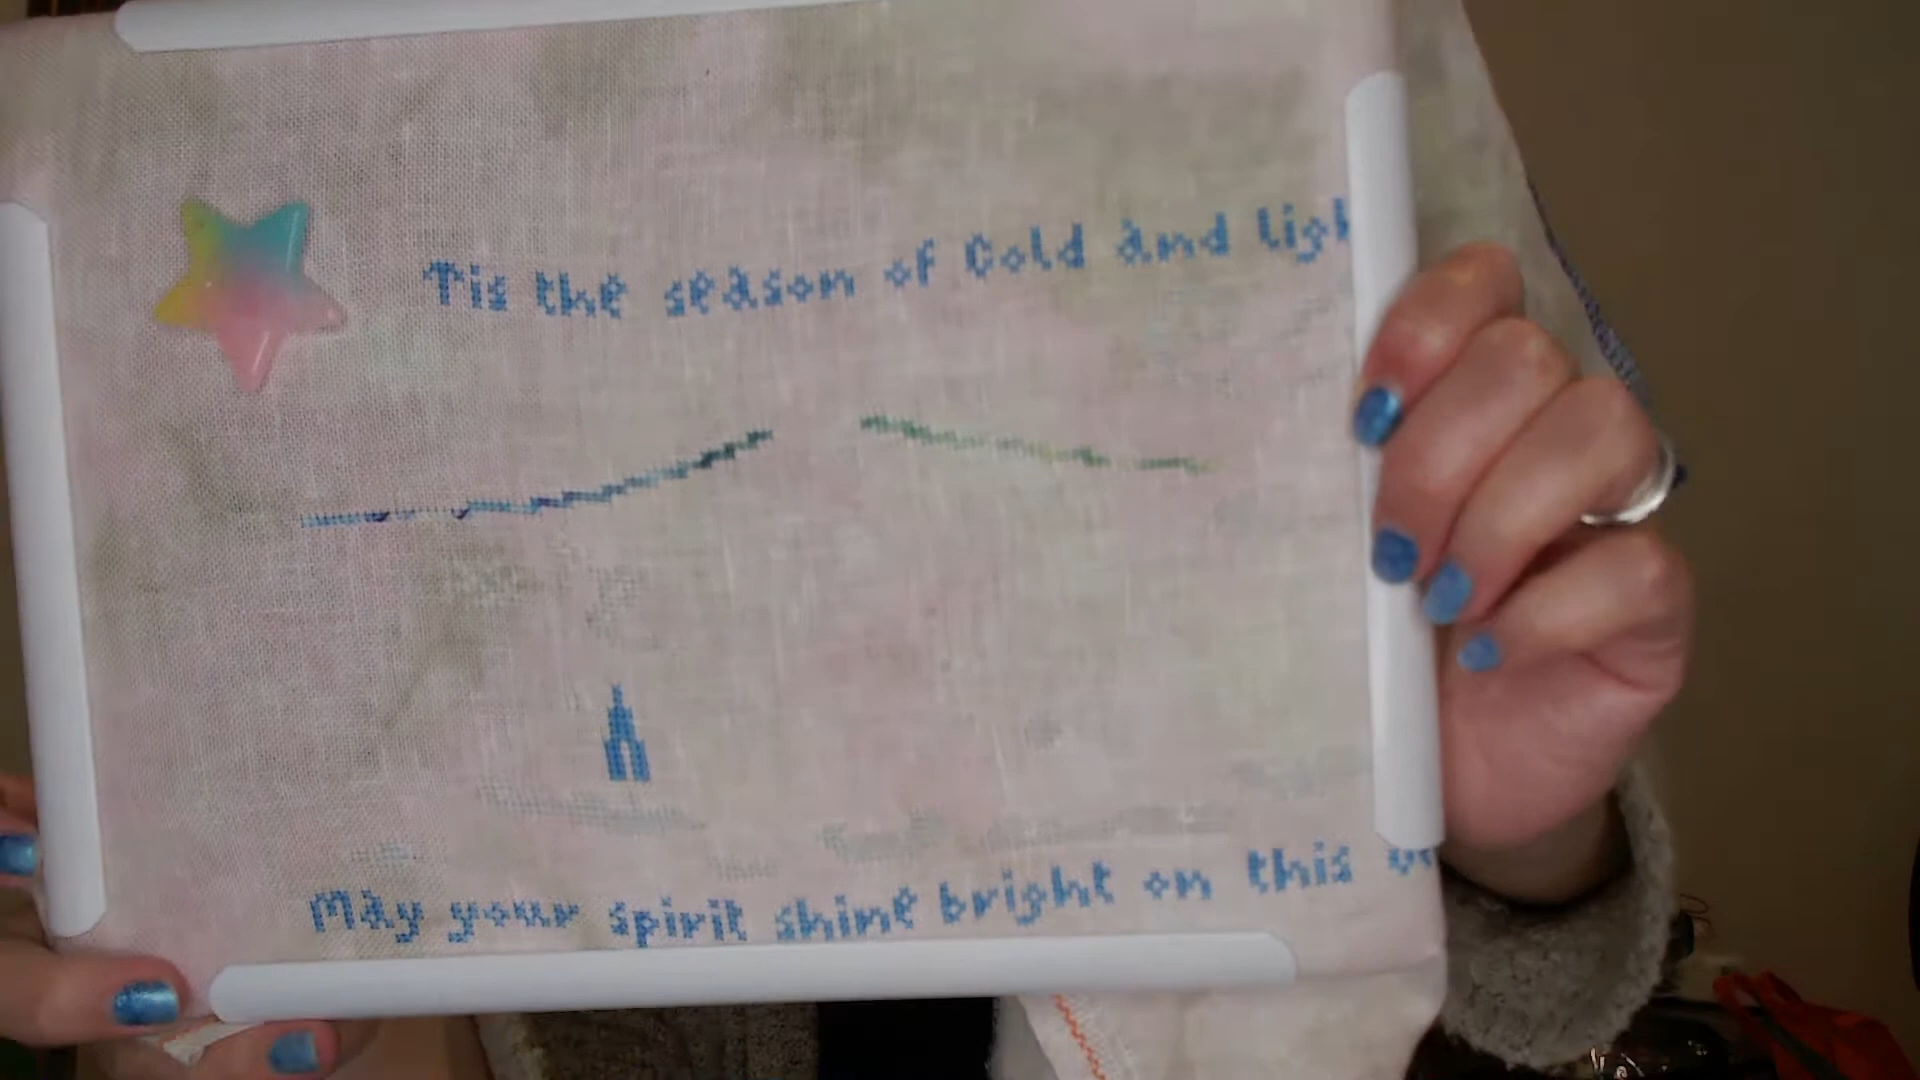 Tis the season of Cold and
May your spirit shine bright on this